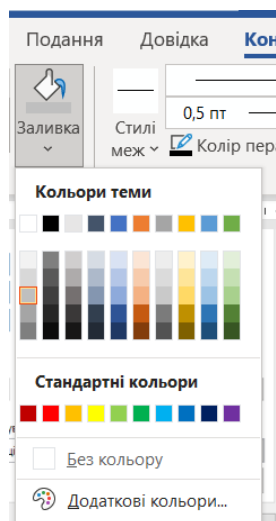 Подання Довідка Кон
Заливка
Стилі
меж
0,5 пт
Колір пер
Кольори теми
Стандартні кольори
Без кольору
Додаткові кольори...